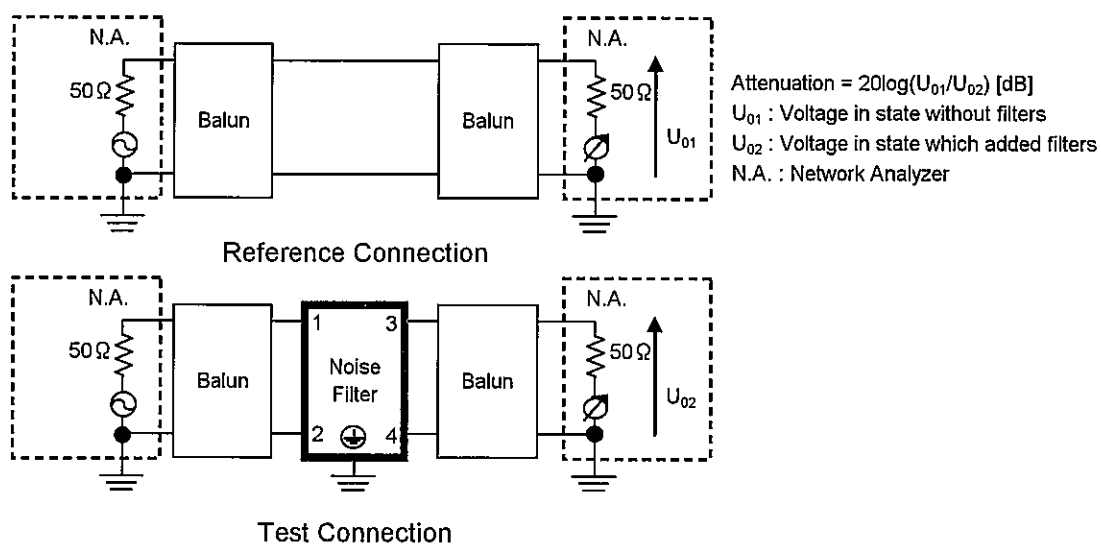 N.A.
50Ω
Balun
Balun
N.A.
50Ω
U01
Attenuation = 20log(U01/U02) [dB]
U01 : Voltage in state without filters
U02 : Voltage in state which added filters
N.A. : Network Analyzer
Reference Connection
N.A.
50Ω
Balun
1 3
Noise
Filter
2 4
Balun
N.A.
50Ω
U02
Test Connection